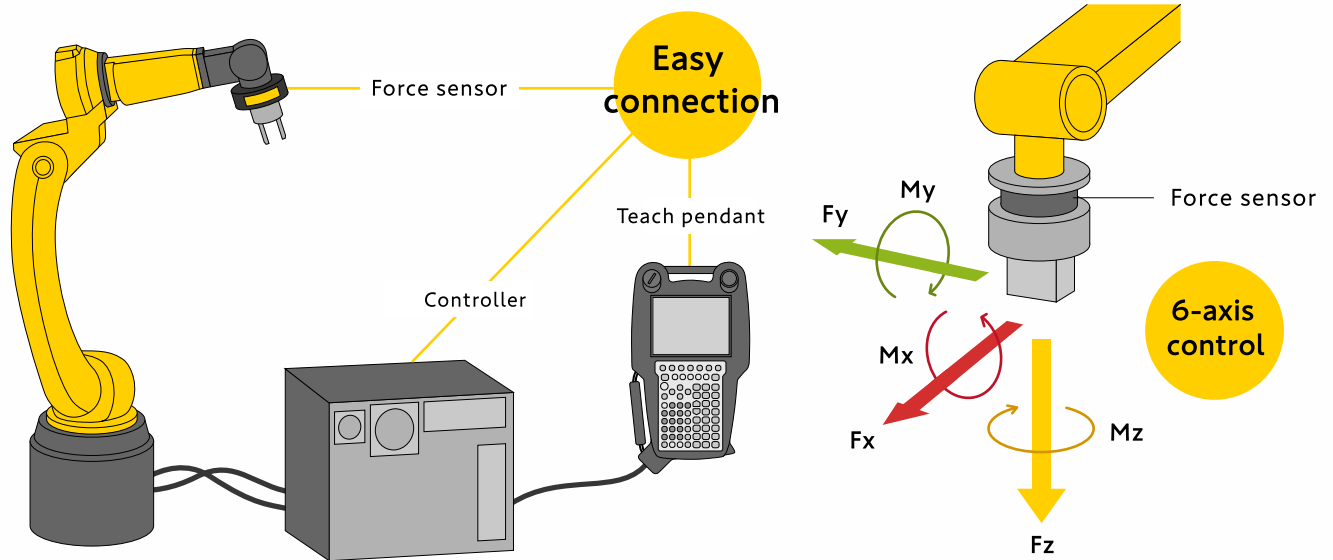 Easy
connection
Force sensor
Teach pendant
Controller
Force sensor
My
Fy
6-axis
control
Mx
Fx
Mz
Fz